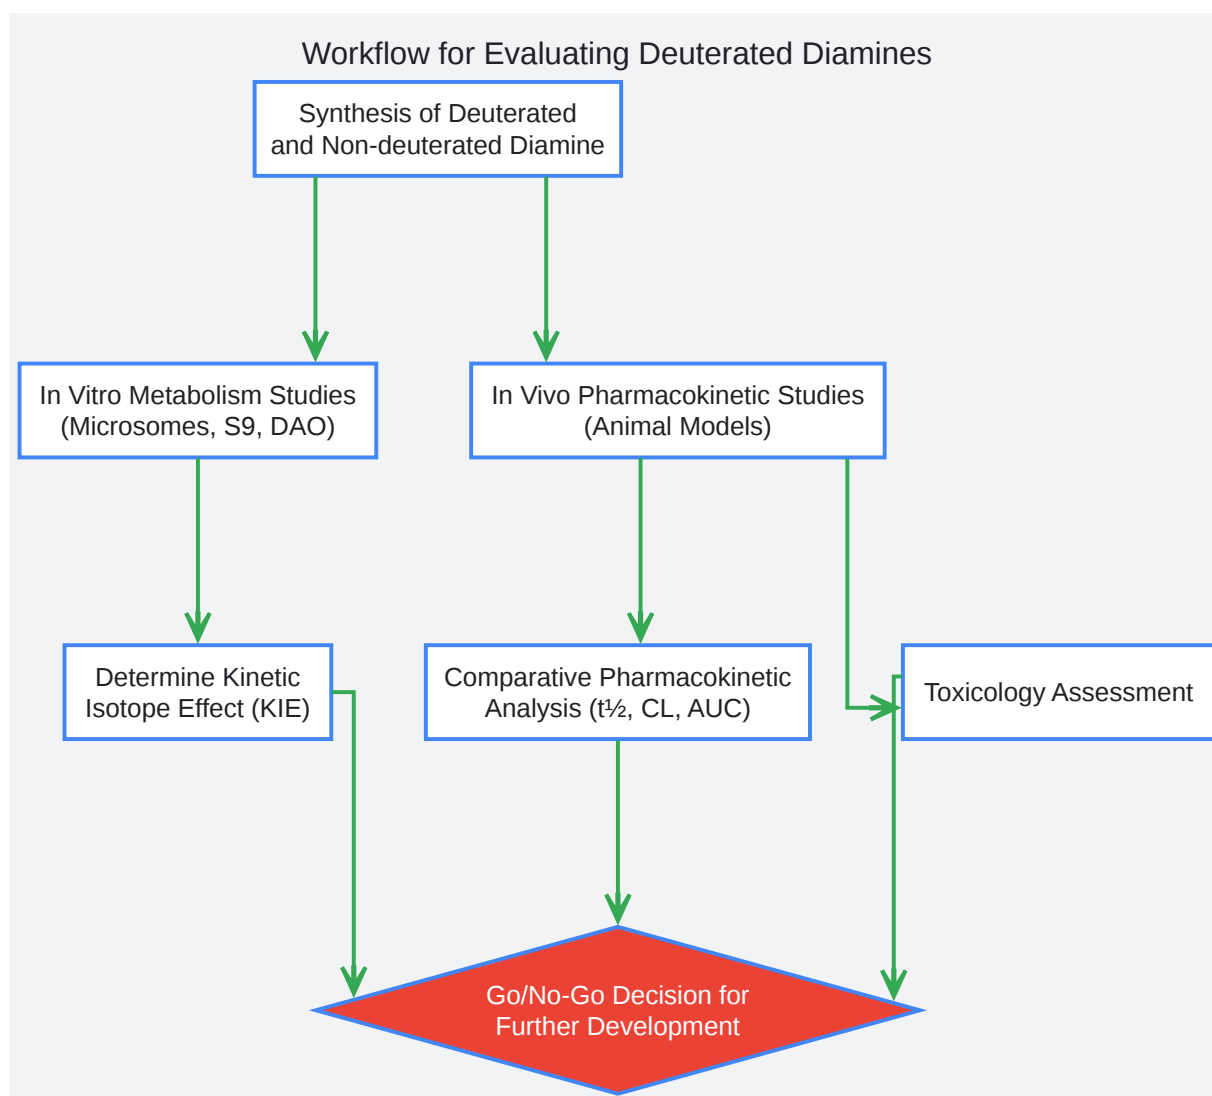 Workflow for Evaluating Deuterated Diamines
Synthesis of Deuterated
and Non-deuterated Diamine
In Vitro Metabolism Studies
(Microsomes, S9, DAO)
In Vivo Pharmacokinetic Studies
(Animal Models)
Determine Kinetic
Isotope Effect (KIE)
Comparative Pharmacokinetic
Analysis (t½, CL, AUC)
Toxicology Assessment
Go/No-Go Decision for
Further Development